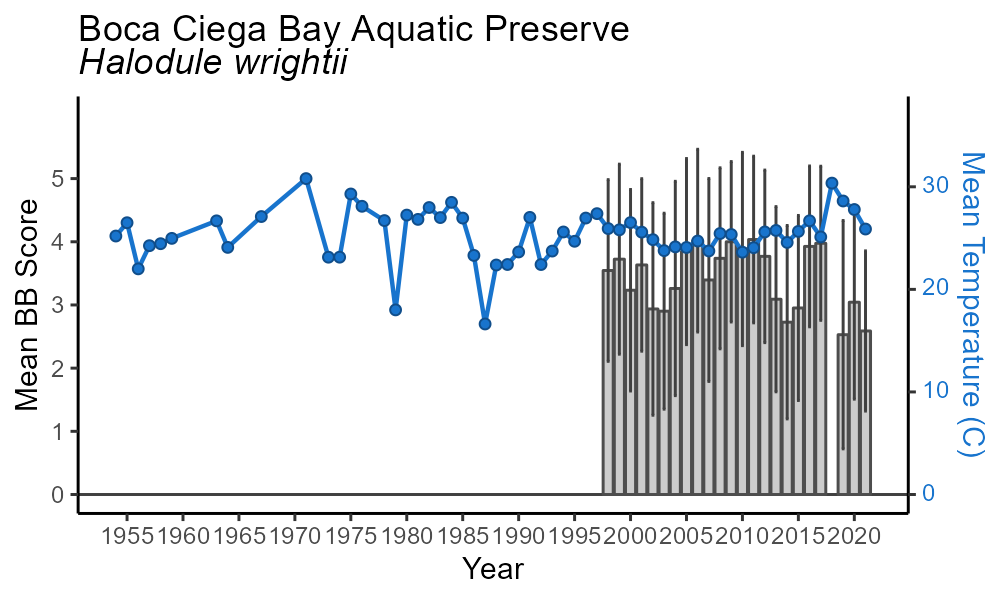 Boca Ciega Bay Aquatic Preserve
Halodule wrightii
Mean BB Score
5
4
3
2
1
0
30
20
10
0
Mean Temperature (C)
1955 1960 1965 1970 1975 1980 1985 1990 1995 2000 2005 2010 2015 2020
Year